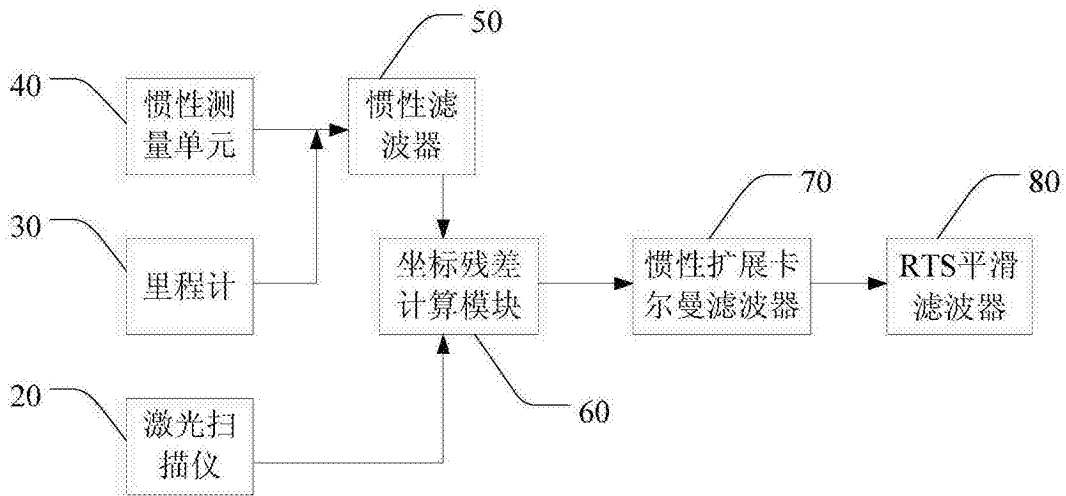 50
40
惯性测
量单元
惯性滤
波器
70
80
30
里程计
坐标残差
计算模块
惯性扩展卡
尔曼滤波器
RTS平滑
滤波器
20
激光扫
描仪
60